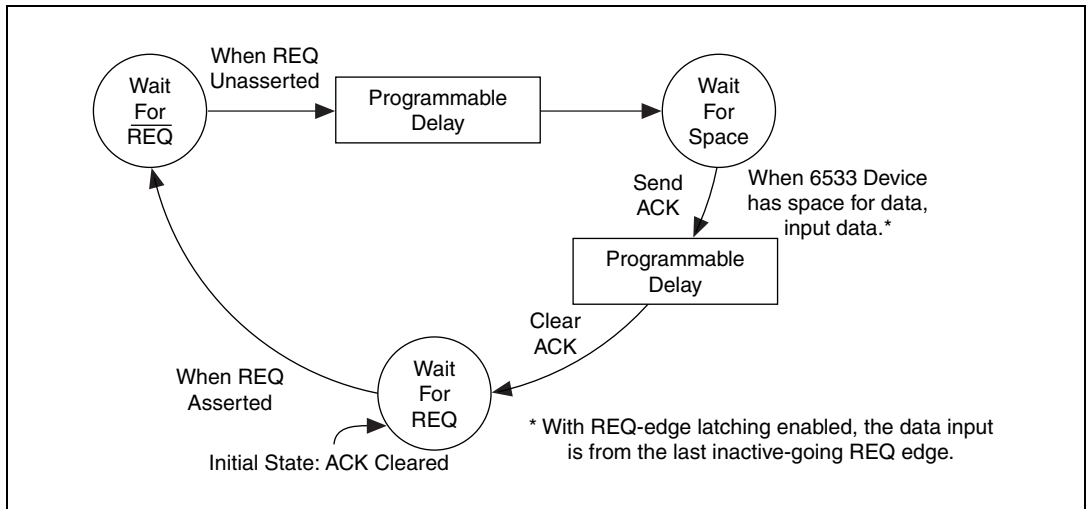 When REQ
Unasserted
Wait
For
REQ
Programmable
Delay
Wait
For
Space
Send
ACK
When 6533 Device
has space for data,
input data.*
Programmable
Delay
Clear
ACK
Wait
For
REQ
When REQ
Asserted
Initial State: ACK Cleared
* With REQ-edge latching enabled, the data input
is from the last inactive-going REQ edge.